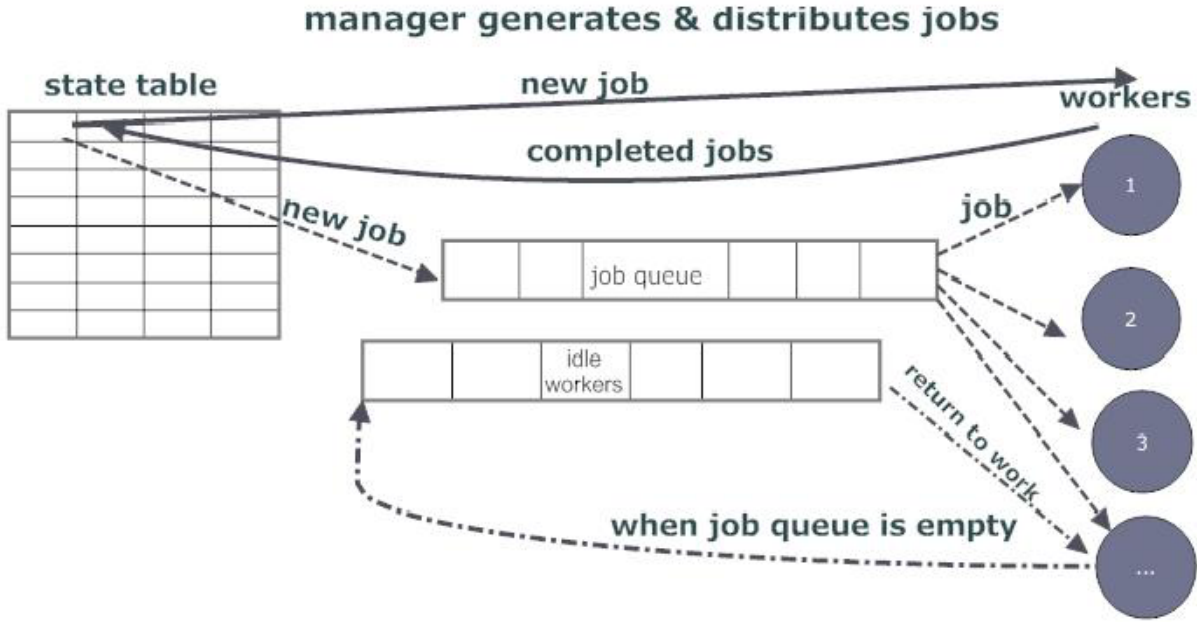 manager generates & distributes jobs
state table
new job
workers
completed jobs
1
job
new job
job queue
2
idle
workers
return to work
3
when job queue is empty
...